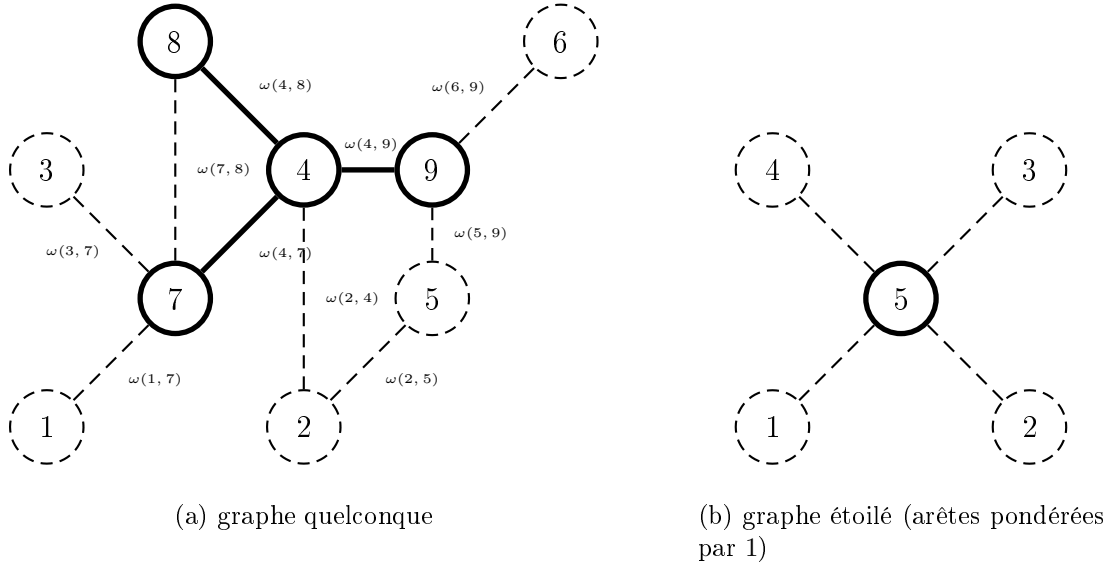 8
6
ω(4, 8)
ω(6, 9)
ω(4, 9)
3
ω(7, 8)
4
9
4
3
ω(3, 7)
ω(4, 7)
ω(5, 9)
7
ω(2, 4)
5
5
ω(1, 7)
ω(2, 5)
1
2
1
2
(a) graphe quelconque
(b) graphe étoilé (arêtes pondérées
par 1)